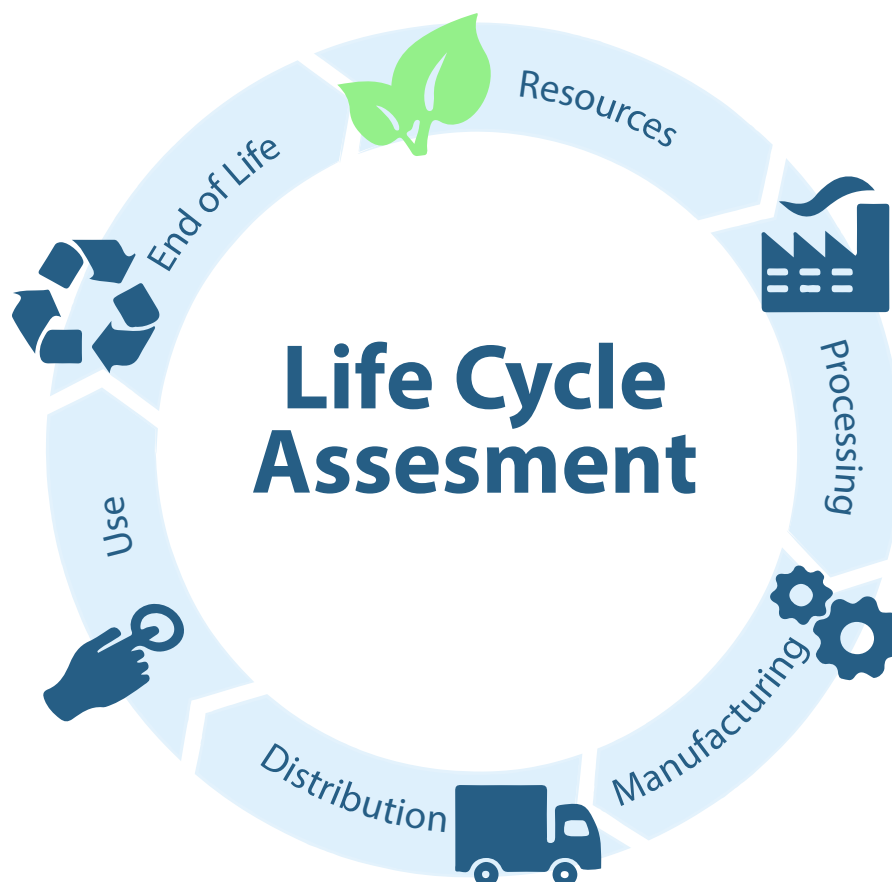 Life Cycle
Assesment
Resources
Processing
Manufacturing
Distribution
Use
End of Life